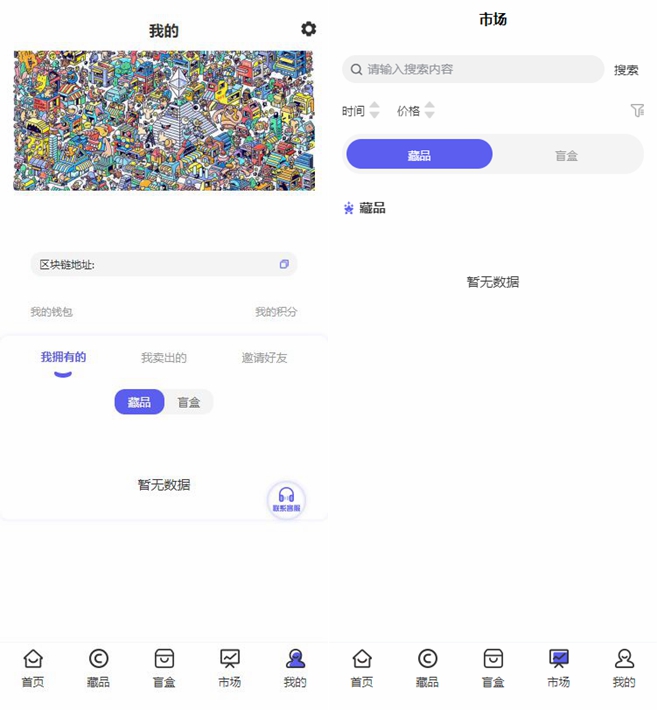 我的
区块链地址:
我的钱包 我的积分
我拥有的 我卖出的 邀请好友
藏品 盲盒
暂无数据
联系客服
首页 藏品 盲盒 市场 我的
市场
请输入搜索内容 搜索
时间 价格
藏品 盲盒
藏品
暂无数据
首页 藏品 盲盒 市场 我的